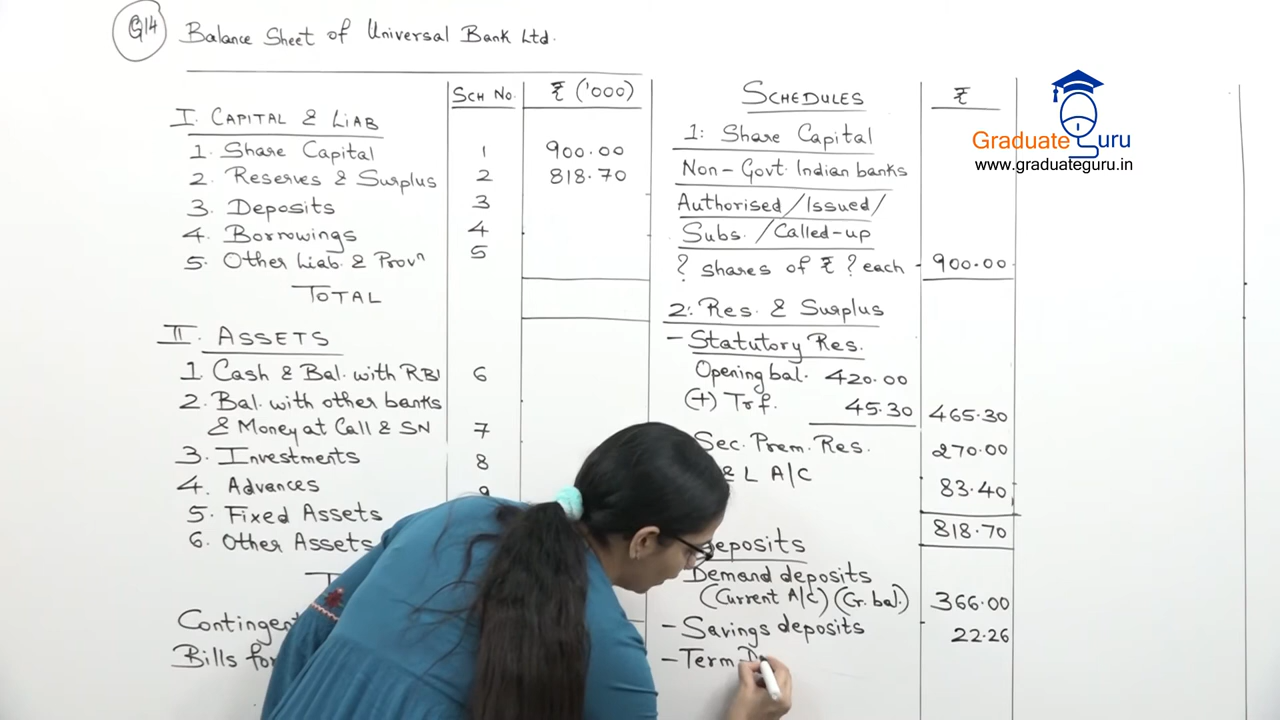 Q14 Balance Sheet of Universal Bank Ltd.
SCH NO. ₹ ('000)
I. CAPITAL & LIAB
1. Share Capital 1 900.00
2. Reserves & Surplus 2 818.70
3. Deposits 3
4. Borrowings 4
5. Other Liab. & Provn 5
TOTAL
II. ASSETS
1. Cash & Bal. with RBI 6
2. Bal. with other banks
& Money at Call & SN 7
3. Investments 8
4. Advances 9
5. Fixed Assets
6. Other Assets
Contingent
Bills for
SCHEDULES ₹
1: Share Capital
Non-Govt. Indian banks
Authorised/Issued/
Subs./Called-up
? shares of ₹ ? each 900.00
2: Res. & Surplus
- Statutory Res.
Opening bal. 420.00
(+) Trf. 45.30 465.30
Sec. Prem. Res. 270.00
& L A/C 83.40
818.70
Deposits
Demand deposits
(Current A/C) (Cr. bal.) 366.00
- Savings deposits 22.26
- Term D
Graduate Guru
www.graduateguru.in